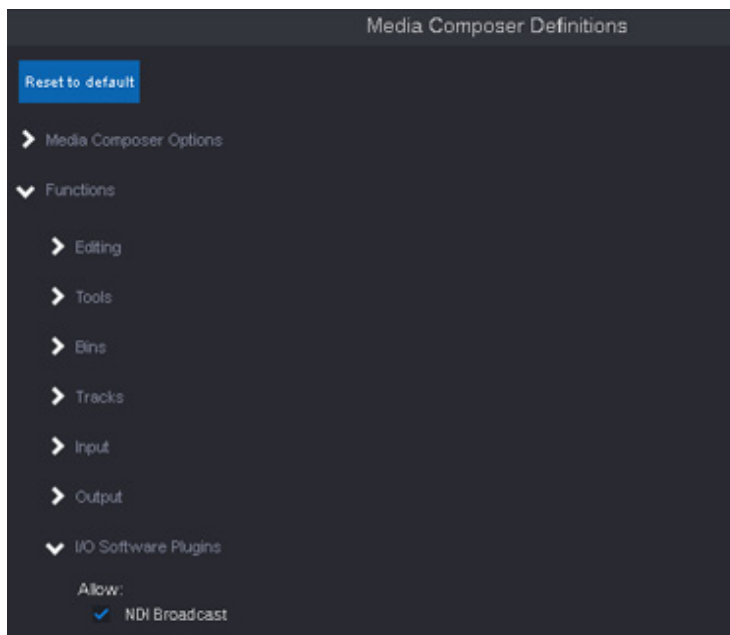 Media Composer Definitions
Reset to default
Media Composer Options
Functions
Editing
Tools
Bins
Tracks
Input
Output
I/O Software Plugins
Allow:
NDI Broadcast